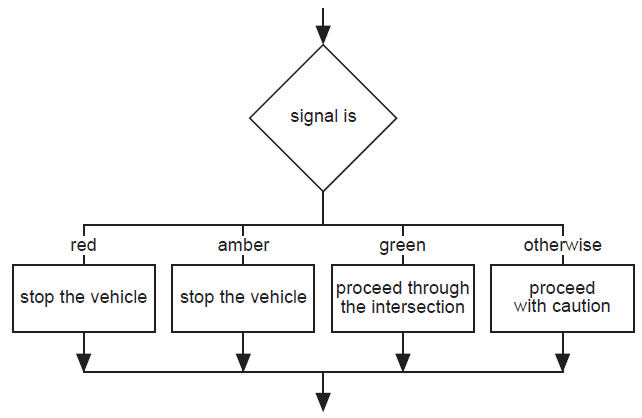 signal is
red
amber
green
otherwise
stop the vehicle
stop the vehicle
proceed through
the intersection
proceed
with caution